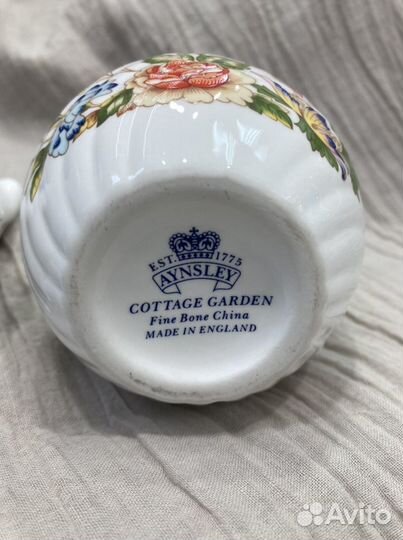 EST. 1775
AYNSLEY
COTTAGE GARDEN
Fine Bone China
MADE IN ENGLAND
Avito